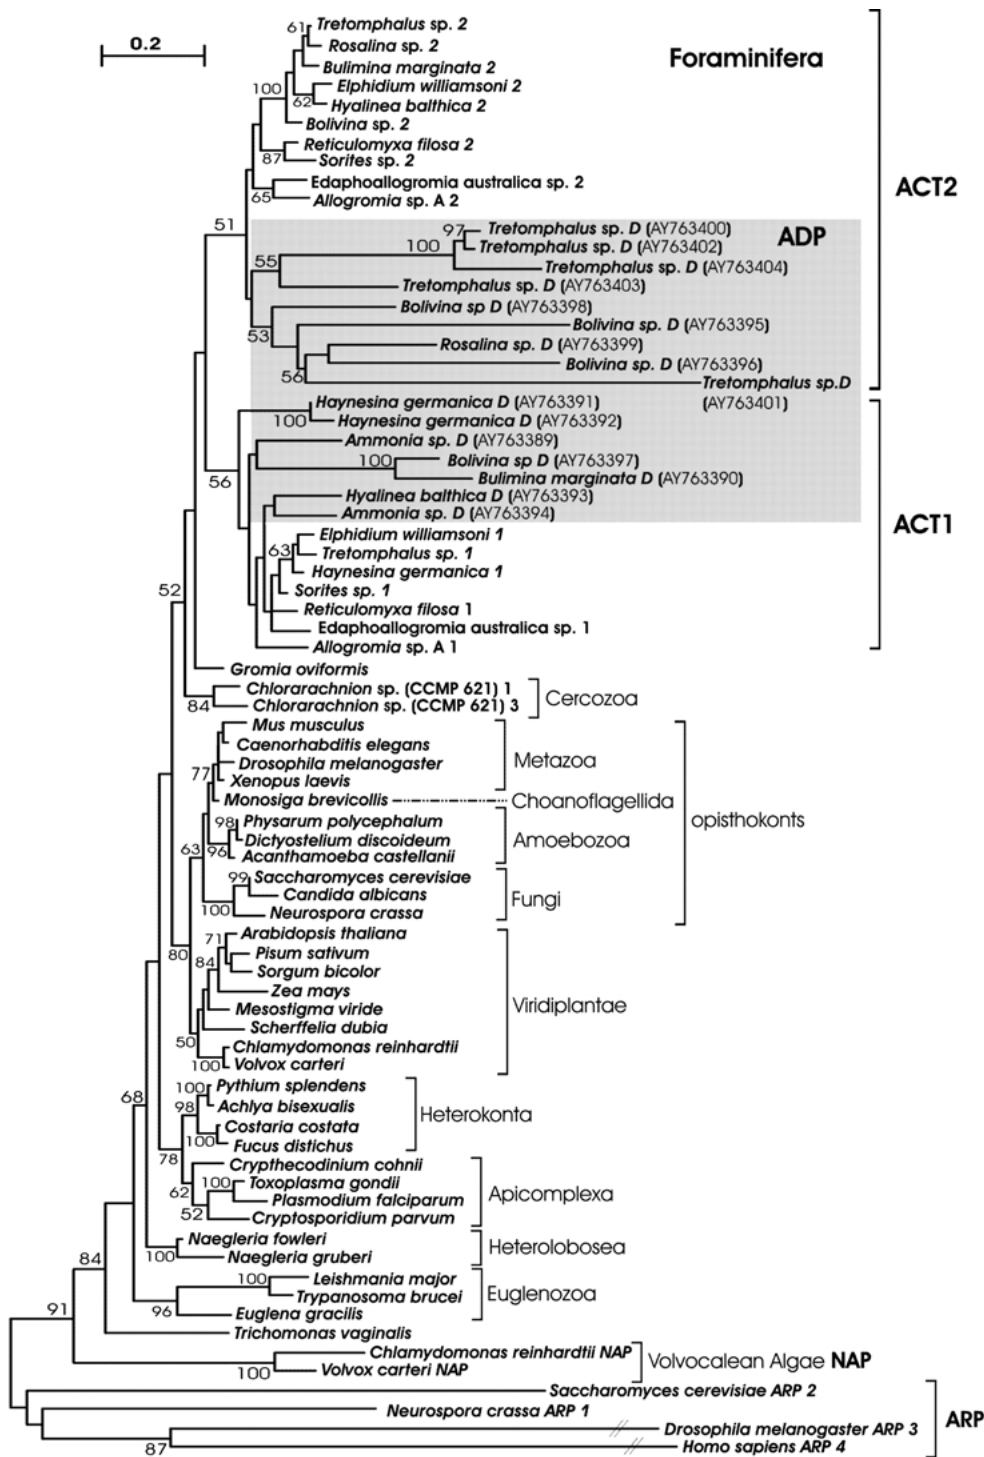 0.2
Foraminifera
61
Tretomphalus sp. 2
Rosalina sp. 2
Bulimina marginata 2
100
Elphidium williamsoni 2
62
Hyalinea balthica 2
Bolivina sp. 2
Reticulomyxa filosa 2
87
Sorites sp. 2
Edaphoallogromia australica sp. 2
65
Allogromia sp. A 2
ACT2
51
ADP
97
Tretomphalus sp. D (AY763400)
100
Tretomphalus sp. D (AY763402)
55
Tretomphalus sp. D (AY763404)
Tretomphalus sp. D (AY763403)
Bolivina sp D (AY763398)
53
Bolivina sp. D (AY763395)
Rosalina sp. D (AY763399)
Bolivina sp. D (AY763396)
56
Tretomphalus sp.D
(AY763401)
Haynesina germanica D (AY763391)
100
Haynesina germanica D (AY763392)
Ammonia sp. D (AY763389)
100
Bolivina sp D (AY763397)
56
Bulimina marginata D (AY763390)
Hyalinea balthica D (AY763393)
Ammonia sp. D (AY763394)
ACT1
Elphidium williamsoni 1
63
Tretomphalus sp. 1
Haynesina germanica 1
Sorites sp. 1
52
Reticulomyxa filosa 1
Edaphoallogromia australica sp. 1
Allogromia sp. A 1
Gromia oviformis
Chlorarachnion sp. (CCMP 621) 1
84
Chlorarachnion sp. (CCMP 621) 3
Cercozoa
Mus musculus
Caenorhabditis elegans
Drosophila melanogaster
77
Xenopus laevis
Metazoa
Monosiga brevicollis
Choanoflagellida
98
Physarum polycephalum
Dictyostelium discoideum
96
Acanthamoeba castellanii
Amoebozoa
opisthokonts
63
99
Saccharomyces cerevisiae
Candida albicans
100
Neurospora crassa
Fungi
71
Arabidopsis thaliana
80
Pisum sativum
84
Sorgum bicolor
Zea mays
Mesostigma viride
Viridiplantae
Scherffelia dubia
50
Chlamydomonas reinhardtii
100
Volvox carteri
68
100
Pythium splendens
98
Achlya bisexualis
Costaria costata
100
Fucus distichus
Heterokonta
78
Crypthecodinium cohnii
100
Toxoplasma gondii
62
Plasmodium falciparum
52
Cryptosporidium parvum
Apicomplexa
Naegleria fowleri
100
Naegleria gruberi
Heterolobosea
84
100
Leishmania major
Trypanosoma brucei
96
Euglena gracilis
Euglenozoa
91
Trichomonas vaginalis
Chlamydomonas reinhardtii NAP
100
Volvox carteri NAP
Volvocalean Algae NAP
Saccharomyces cerevisiae ARP 2
Neurospora crassa ARP 1
Drosophila melanogaster ARP 3
87
Homo sapiens ARP 4
ARP